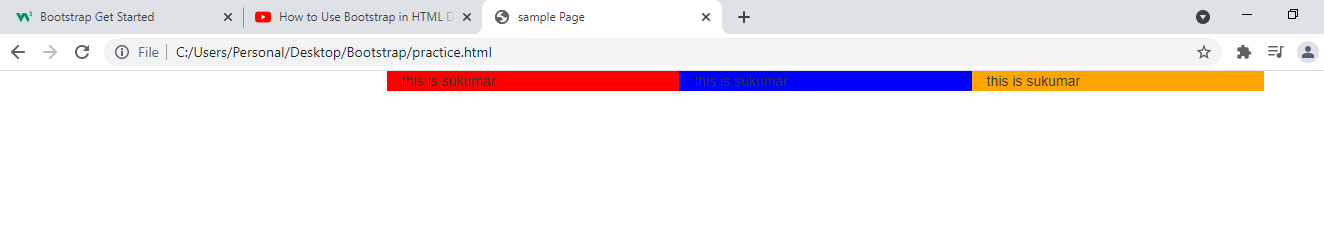 Bootstrap Get Started
How to Use Bootstrap in HTML D
sample Page
File
C:/Users/Personal/Desktop/Bootstrap/practice.html
this is sukumar
this is sukumar
this is sukumar